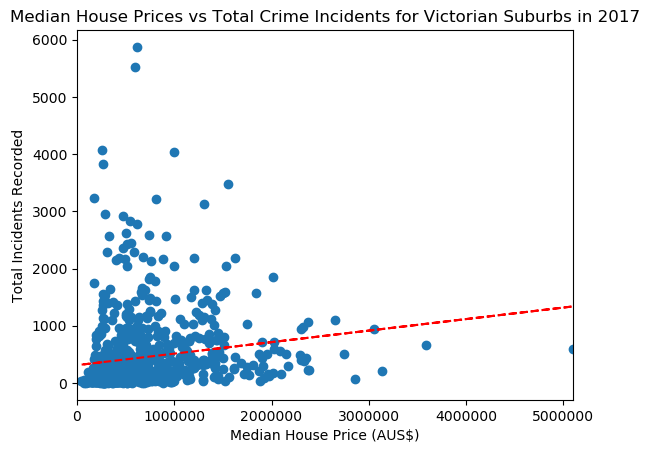 Median House Prices vs Total Crime Incidents for Victorian Suburbs in 2017
6000
5000
4000
3000
2000
1000
0
Total Incidents Recorded
0 1000000 2000000 3000000 4000000 5000000
Median House Price (AUS$)